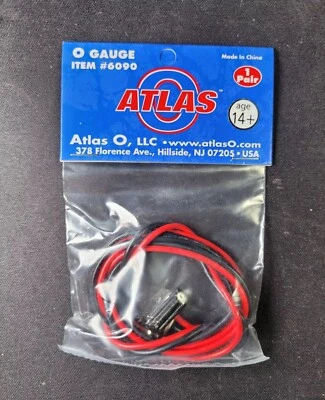 O GAUGE
ITEM #6090
Made in China
1
Pair
ATLAS
™
age
14+
Atlas O, LLC • www.atlasO.com
378 Florence Ave., Hillside, NJ 07205 • USA